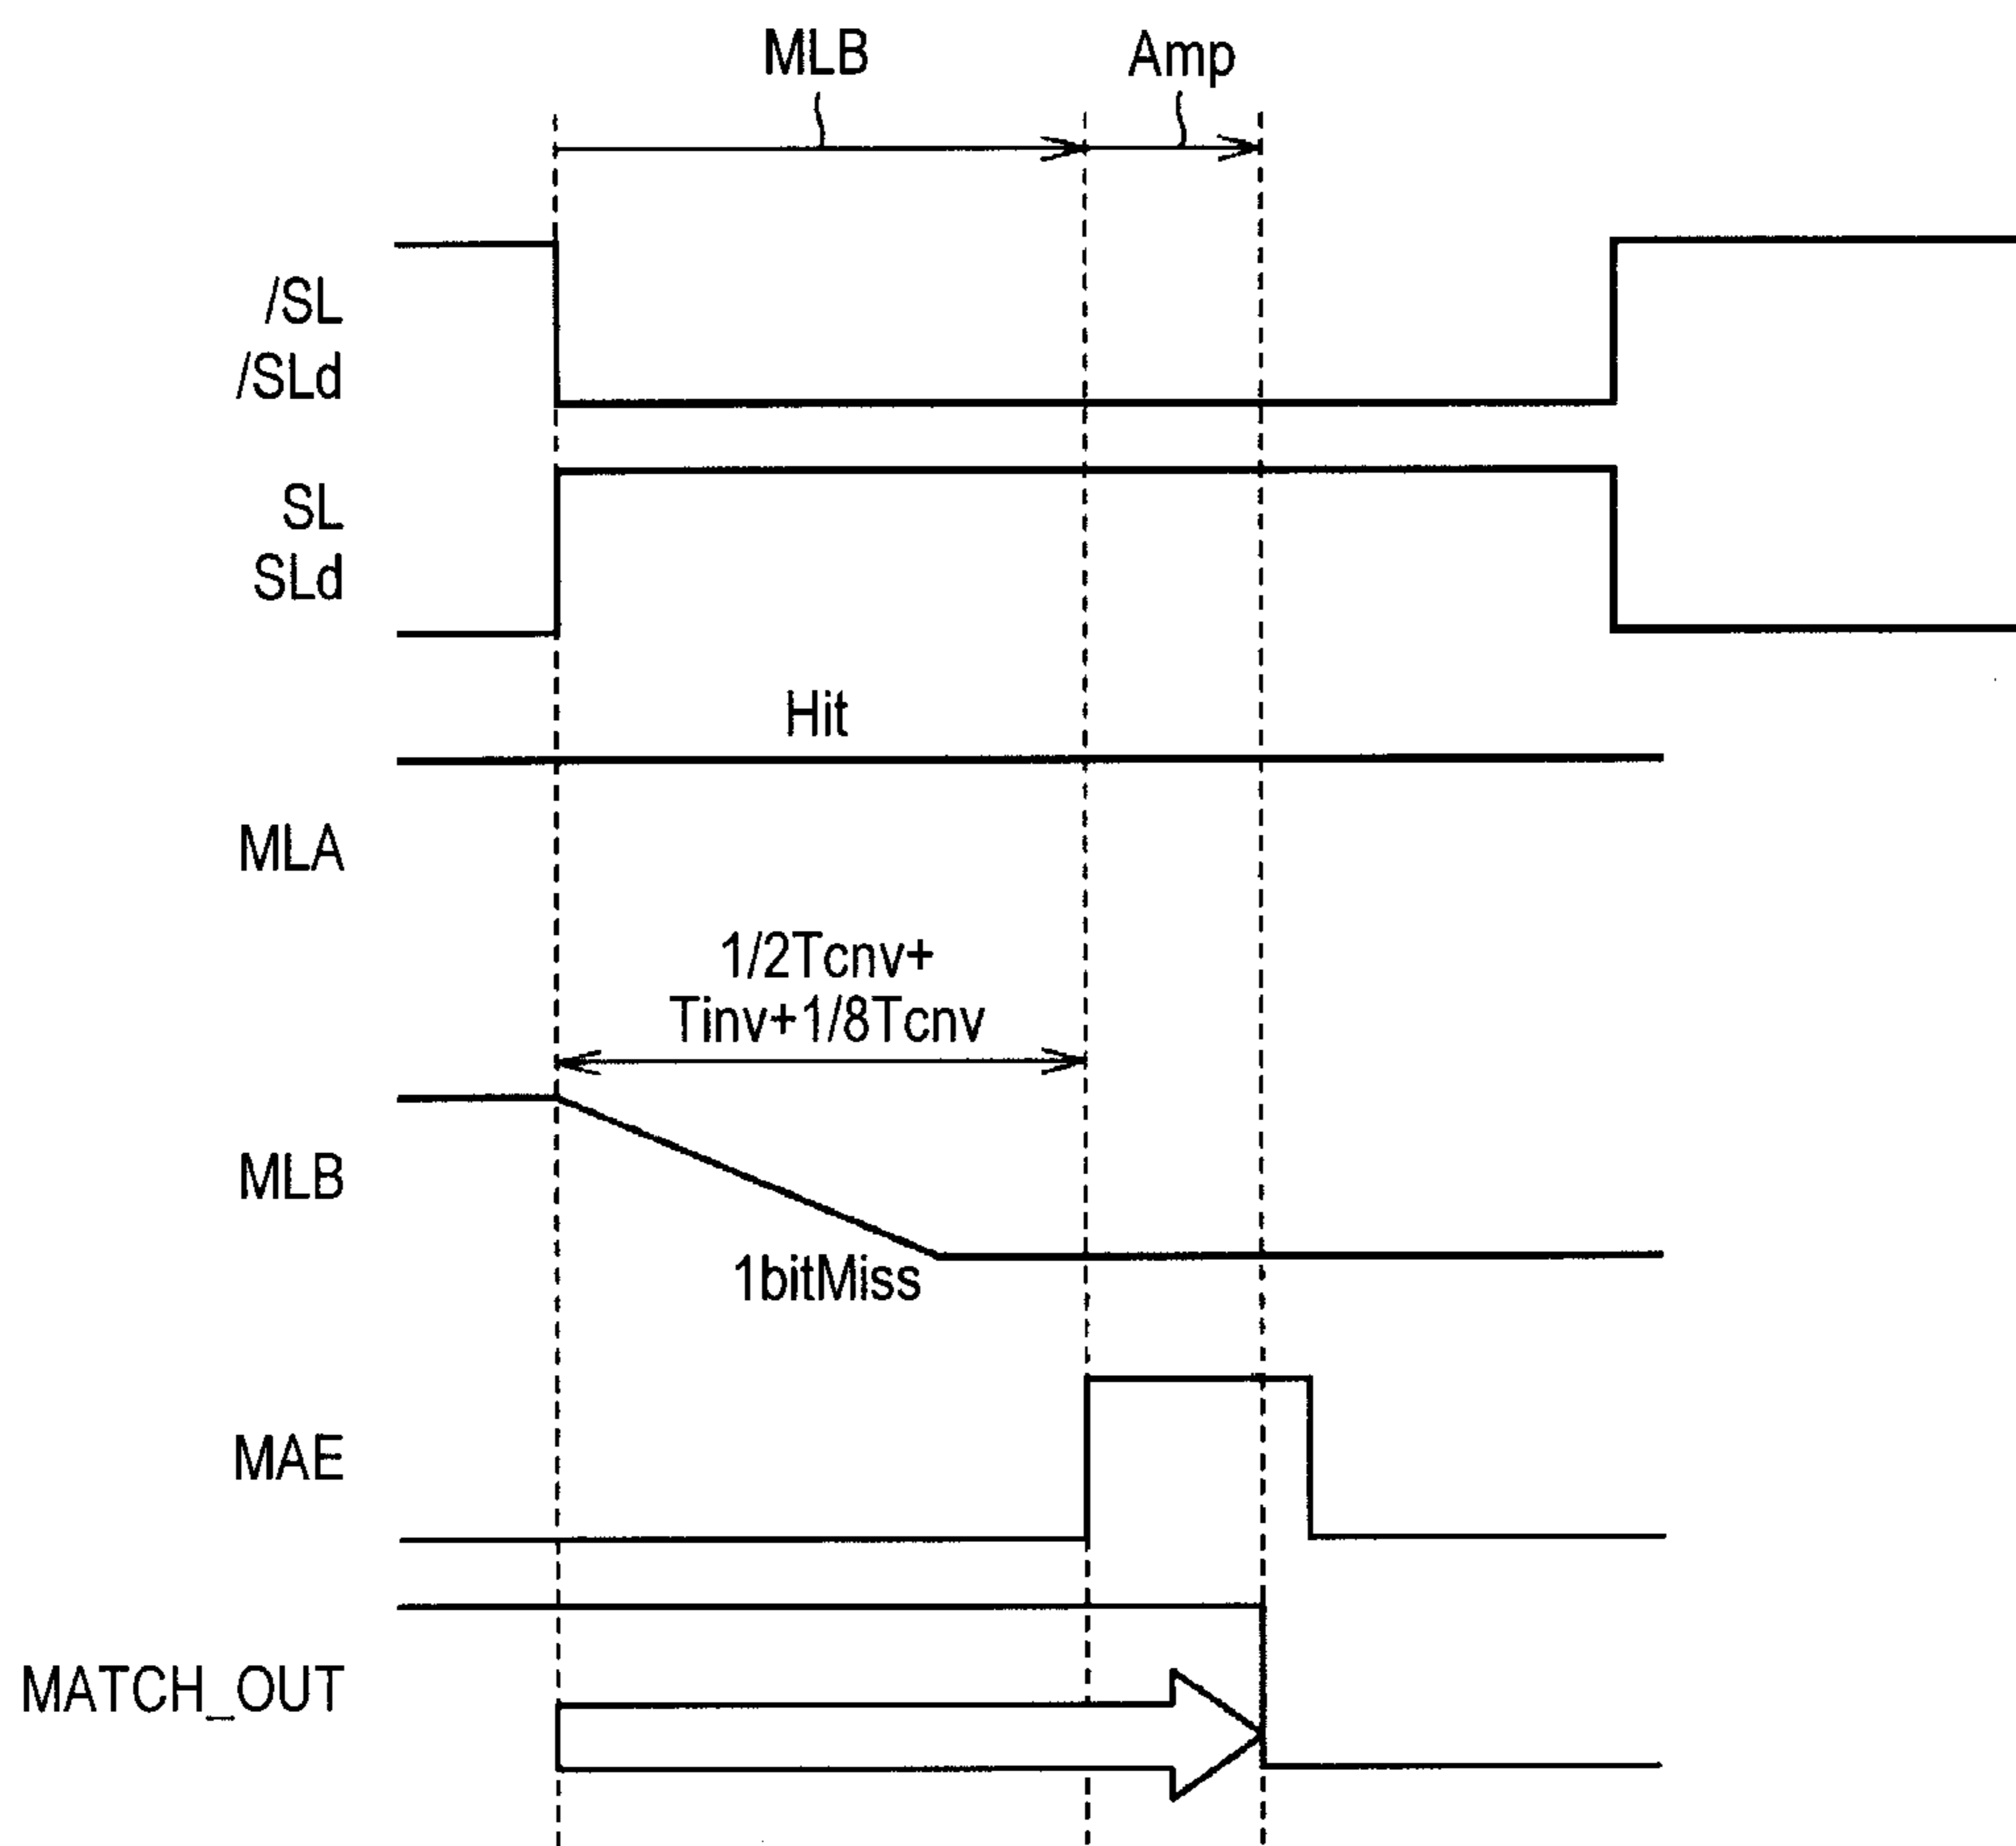 MLB
Amp
/SL
/SLd
SL
SLd
Hit
MLA
1/2Tcnv+
Tinv+1/8Tcnv
MLB
1bitMiss
MAE
MATCH_OUT